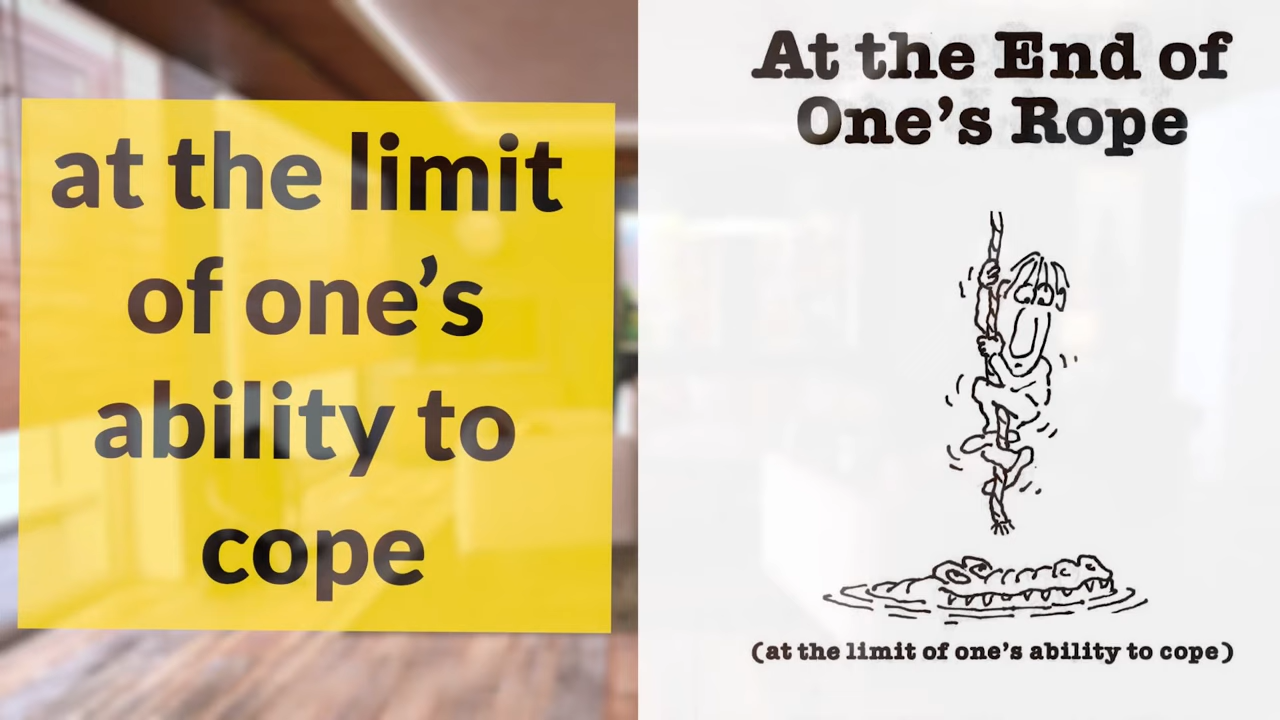 at the limit
of one’s
ability to
cope
At the End of
One’s Rope
(at the limit of one’s ability to cope)